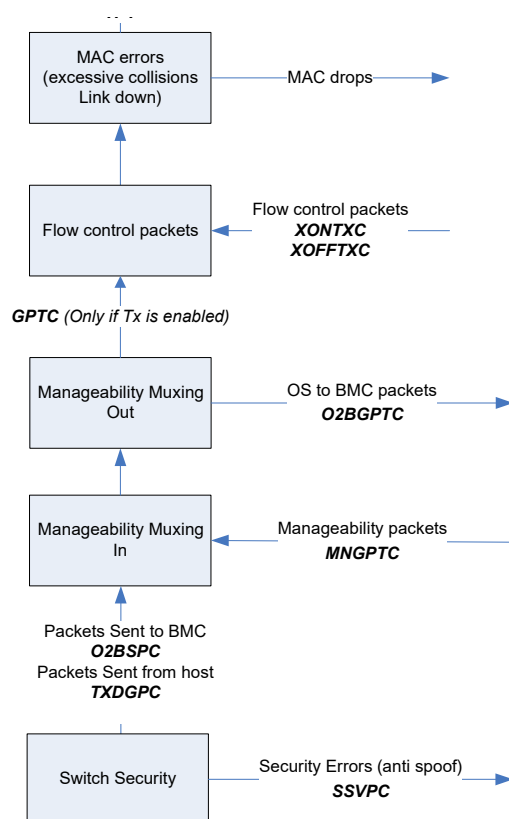 MAC errors
(excessive collisions
Link down)
MAC drops
Flow control packets
Flow control packets
XONTXC
XOFFTXC
GPTC (Only if Tx is enabled)
Manageability Muxing
Out
OS to BMC packets
O2BGPTC
Manageability Muxing
In
Manageability packets
MNGPTC
Packets Sent to BMC
O2BSPC
Packets Sent from host
TXDGPC
Switch Security
Security Errors (anti spoof)
SSVPC